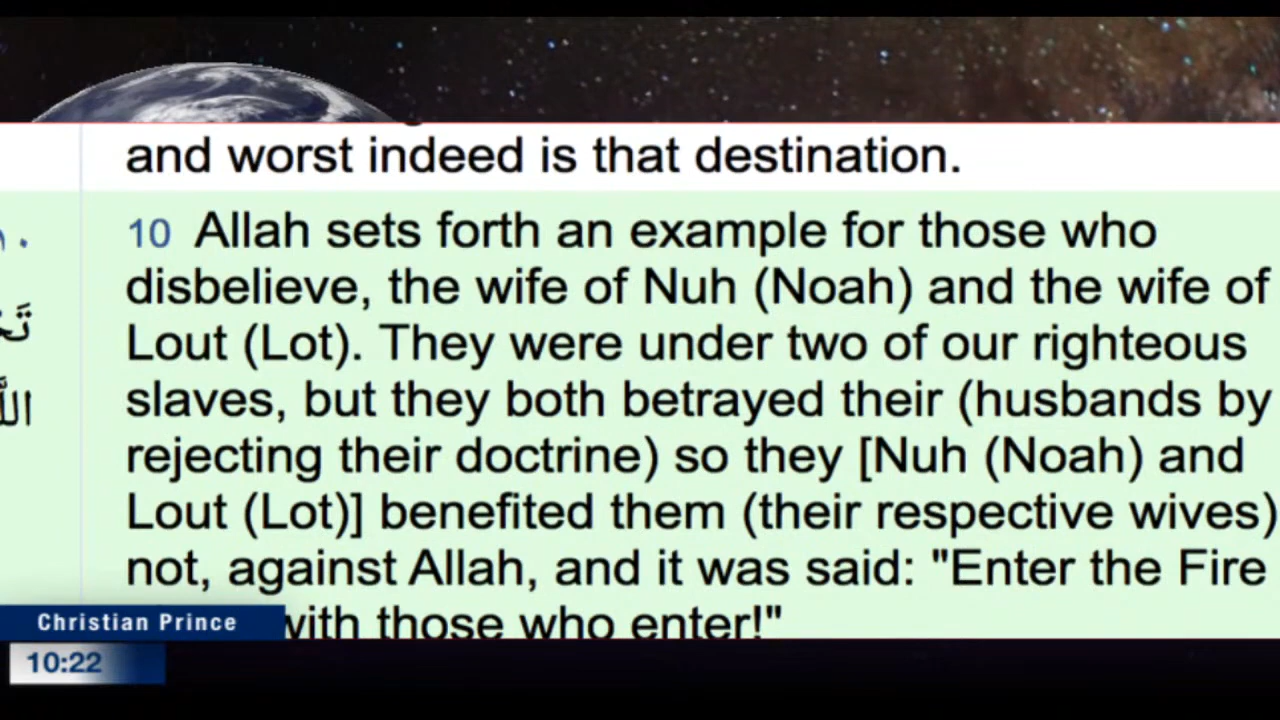 and worst indeed is that destination.
10 Allah sets forth an example for those who
disbelieve, the wife of Nuh (Noah) and the wife of
Lout (Lot). They were under two of our righteous
slaves, but they both betrayed their (husbands by
rejecting their doctrine) so they [Nuh (Noah) and
Lout (Lot)] benefited them (their respective wives)
not, against Allah, and it was said: "Enter the Fire
with those who enter!"
Christian Prince
10:22